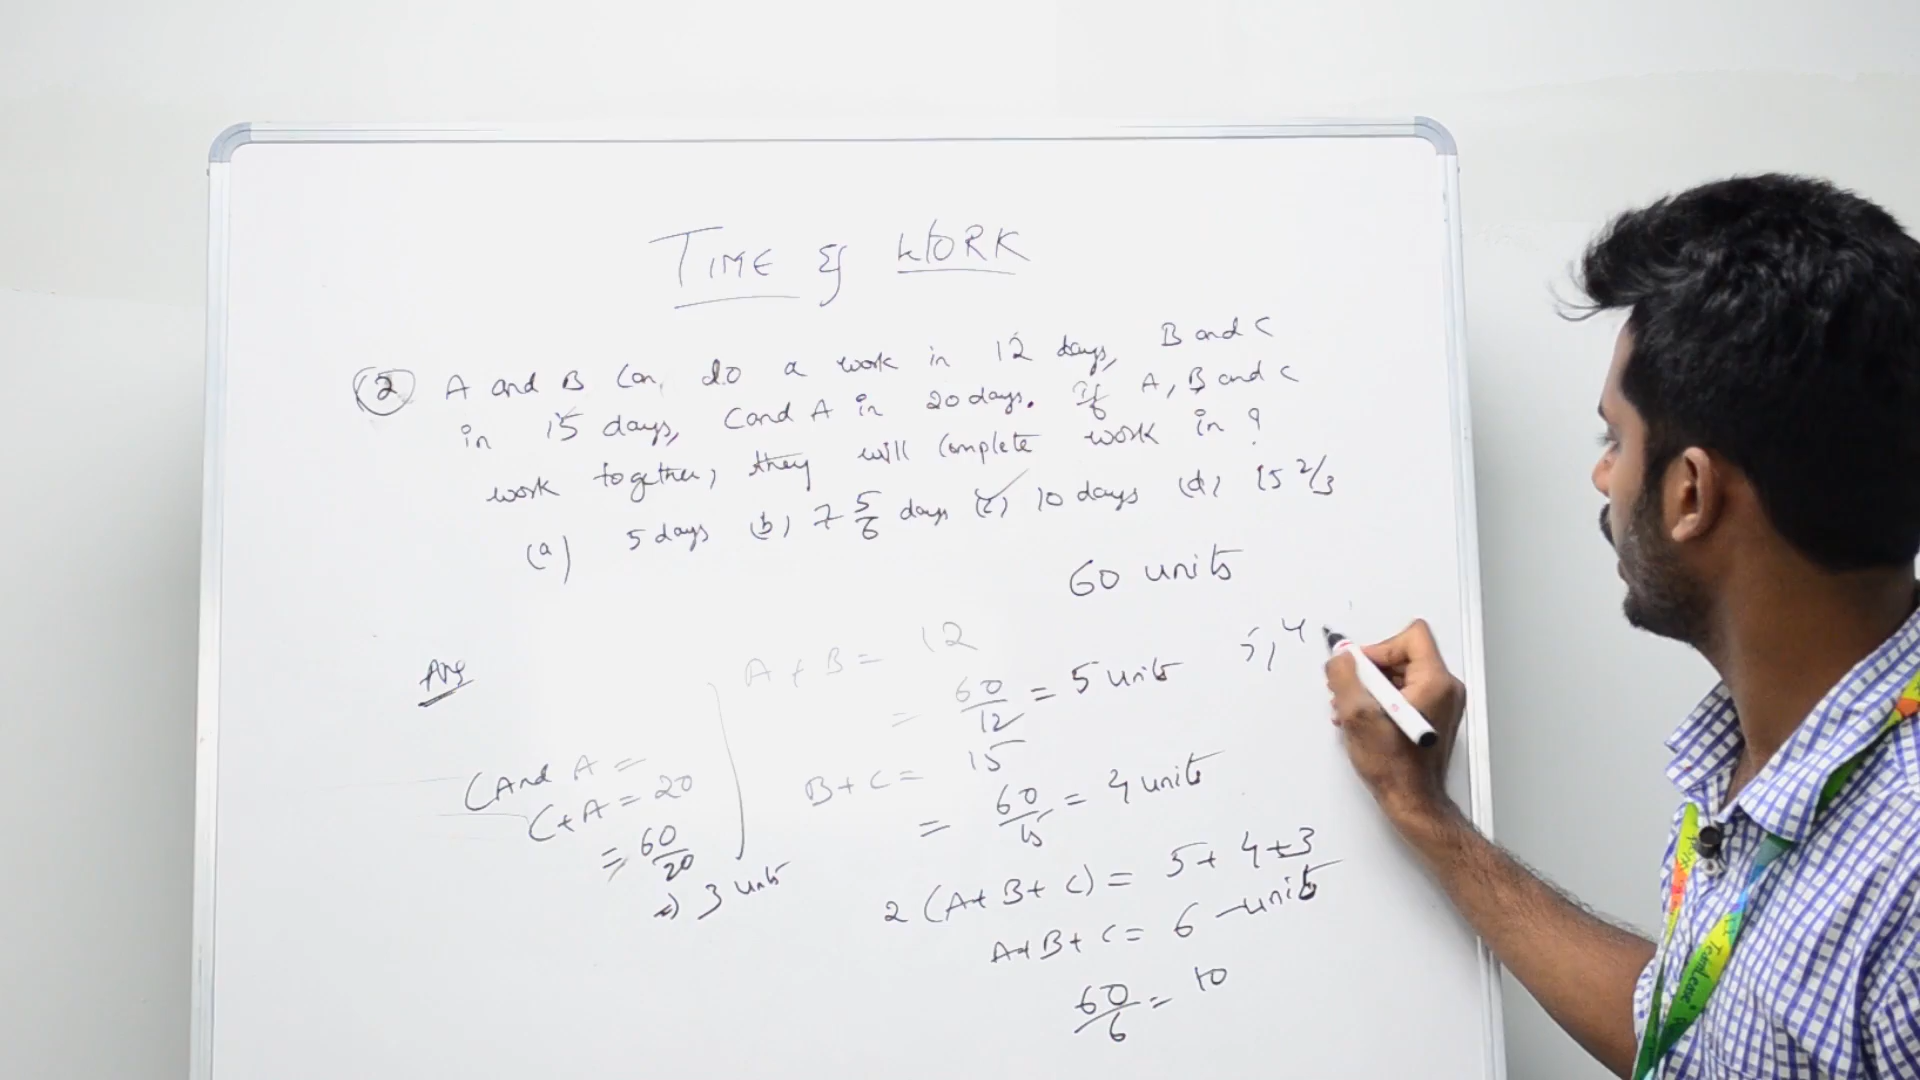 TIME & WORK
(2) A and B Can, do a work in 12 days, B and C
in 15 days, C and A in 20 days. If A, B and C
work together, they will Complete work in ?
(a) 5 days (b) 7 5/6 days (c) 10 days (d) 15 2/3
60 units
Ans
A + B = 12
= 60/12 = 5 units
5, 4
B + C = 15
= 60/15 = 4 units
C And A =
C + A = 20
= 60/20
=) 3 units
2 (A + B + C) = 5 + 4 + 3
A + B + C = 6 units
60/6 = 10
TeamLease